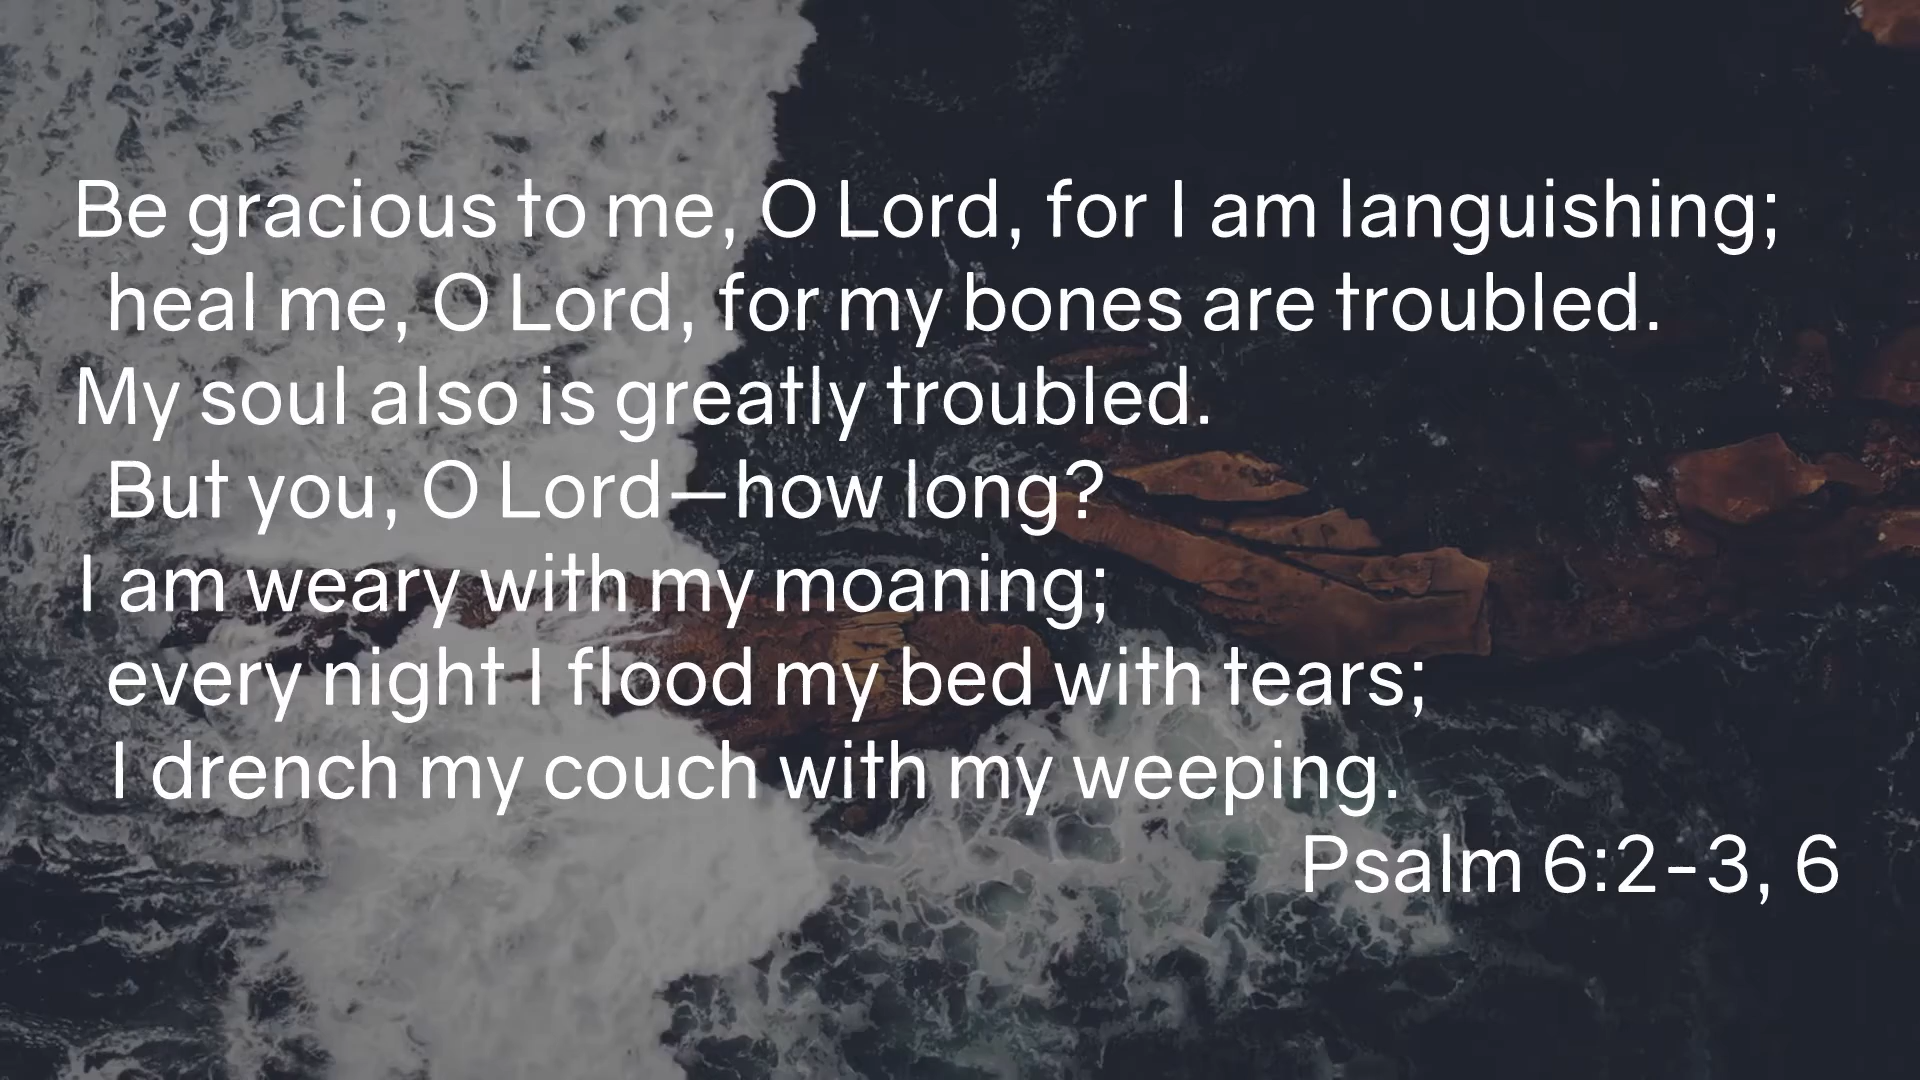 Be gracious to me, O Lord, for I am languishing;
heal me, O Lord, for my bones are troubled.
My soul also is greatly troubled.
But you, O Lord—how long?
I am weary with my moaning;
every night I flood my bed with tears;
I drench my couch with my weeping.
Psalm 6:2-3, 6